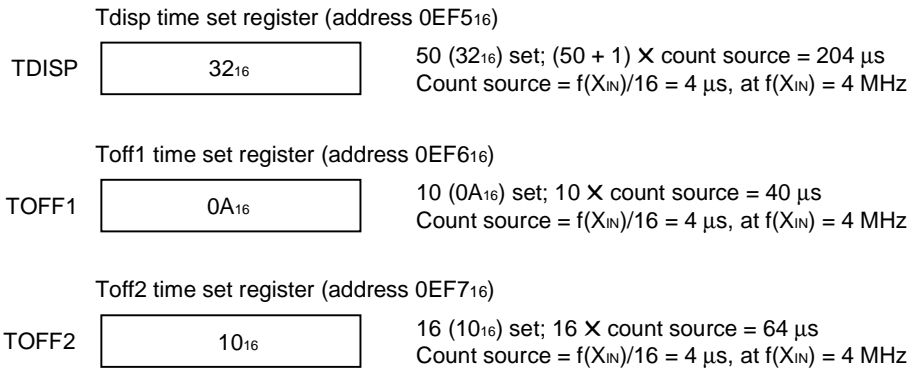 Tdisp time set register (address 0EF5₁₆)
TDISP 32₁₆ 50 (32₁₆) set; (50 + 1) ✕ count source = 204 µs
Count source = f(XIN)/16 = 4 µs, at f(XIN) = 4 MHz
Toff1 time set register (address 0EF6₁₆)
TOFF1 0A₁₆ 10 (0A₁₆) set; 10 ✕ count source = 40 µs
Count source = f(XIN)/16 = 4 µs, at f(XIN) = 4 MHz
Toff2 time set register (address 0EF7₁₆)
TOFF2 10₁₆ 16 (10₁₆) set; 16 ✕ count source = 64 µs
Count source = f(XIN)/16 = 4 µs, at f(XIN) = 4 MHz